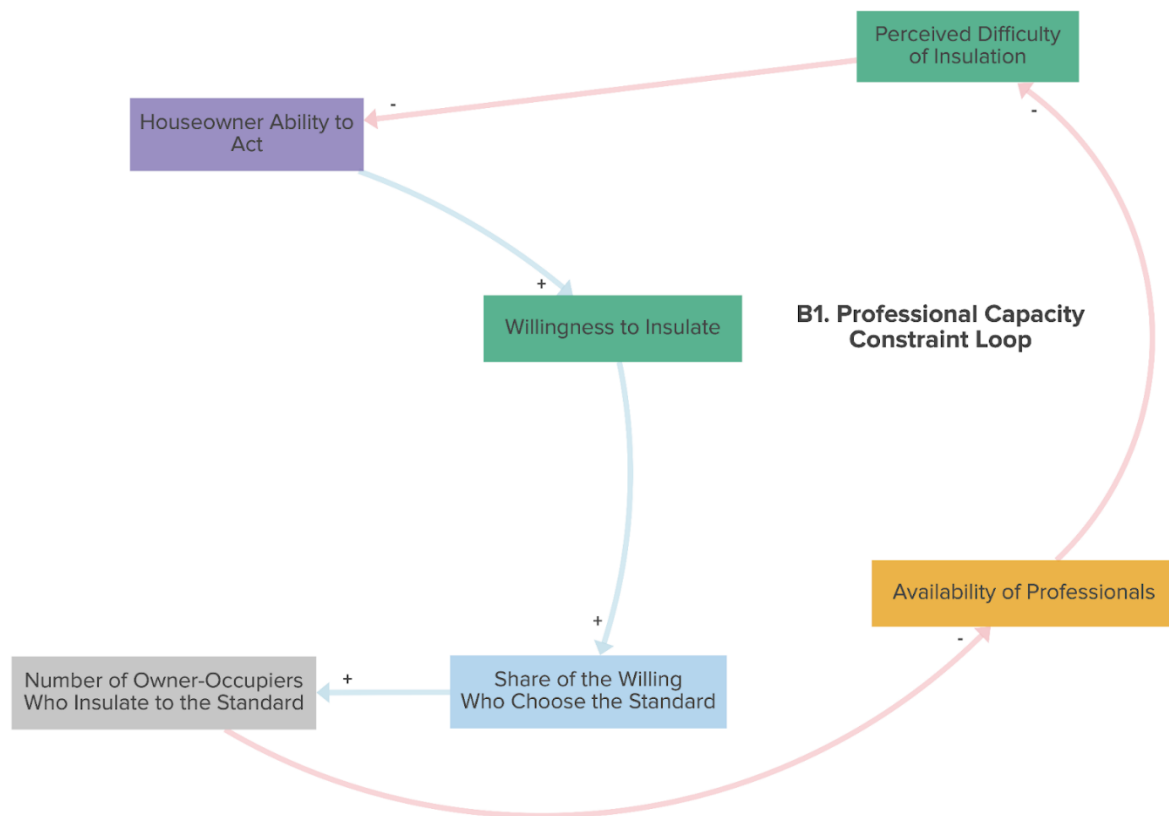 Perceived Difficulty
of Insulation
-
-
Houseowner Ability to
Act
+
Willingness to Insulate
B1. Professional Capacity
Constraint Loop
Availability of Professionals
+
-
Number of Owner-Occupiers
Who Insulate to the Standard
+
Share of the Willing
Who Choose the Standard